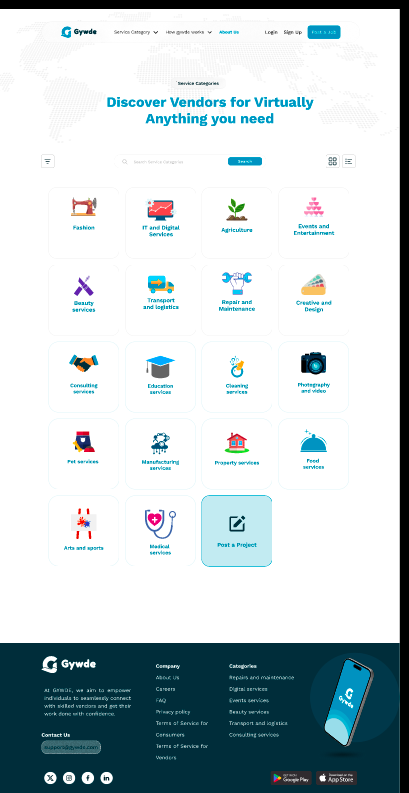 Gywde
Service Category
How gywde works
About Us
Login
Sign Up
Post a Job
Service Categories
Discover Vendors for Virtually
Anything you need
Search Vendors Categories
Search
Fashion
IT and Digital
Services
Agriculture
Events and
Entertainment
Beauty
services
Transport
and logistics
Repair and
Maintenance
Creative and
Design
Consulting
services
Education
services
Cleaning
services
Photography
and video
Pet services
Manufacturing
services
Property services
Food
services
Arts and sports
Medical
services
Post a Project
Gywde
At GYWDE, we aim to empower
individuals to seamlessly connect
with skilled vendors and get their
work done with confidence.
Contact Us
support@gywde.com
Company
About Us
Careers
FAQ
Privacy policy
Terms of Service for
Consumers
Terms of Service for
Vendors
Categories
Repairs and maintenance
Digital services
Events services
Beauty services
Transport and logistics
Consulting services
Gywde
GET IT ON
Google Play
Download on the
App Store